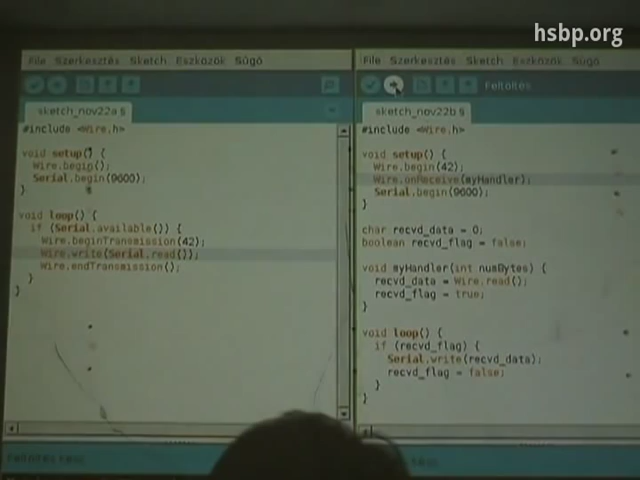 hsbp.org
File Szerkesztés Sketch Eszközök Súgó
sketch_nov22a §
#include <Wire.h>
void setup() {
Wire.begin();
Serial.begin(9600);
}
void loop() {
if (Serial.available()) {
Wire.beginTransmission(42);
Wire.write(Serial.read());
Wire.endTransmission();
}
}
File Szerkesztés Sketch Eszközök Súgó
Feltöltés
sketch_nov22b §
#include <Wire.h>
void setup() {
Wire.begin(42);
Wire.onReceive(myHandler);
Serial.begin(9600);
}
char recvd_data = 0;
boolean recvd_flag = false;
void myHandler(int numBytes) {
recvd_data = Wire.read();
recvd_flag = true;
}
void loop() {
if (recvd_flag) {
Serial.write(recvd_data);
recvd_flag = false;
}
}